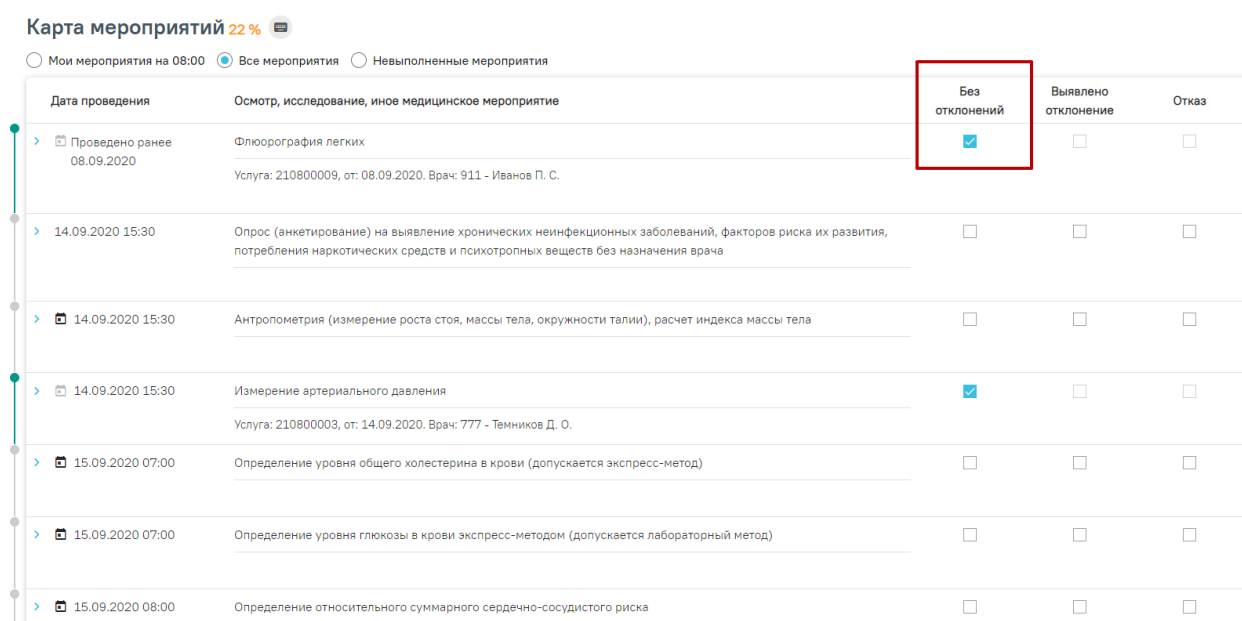 Карта мероприятий 22 %
Мои мероприятия на 08:00 Все мероприятия Невыполненные мероприятия
Дата проведения Осмотр, исследование, иное медицинское мероприятие Без отклонений Выявлено отклонение Отказ
Проведено ранее 08.09.2020 Флюорография легких
Услуга: 210800009, от: 08.09.2020. Врач: 911 - Иванов П. С.
14.09.2020 15:30 Опрос (анкетирование) на выявление хронических неинфекционных заболеваний, факторов риска их развития,
потребления наркотических средств и психотропных веществ без назначения врача
14.09.2020 15:30 Антропометрия (измерение роста стоя, массы тела, окружности талии), расчет индекса массы тела
14.09.2020 15:30 Измерение артериального давления
Услуга: 210800003, от: 14.09.2020. Врач: 777 - Темников Д. О.
15.09.2020 07:00 Определение уровня общего холестерина в крови (допускается экспресс-метод)
15.09.2020 07:00 Определение уровня глюкозы в крови экспресс-методом (допускается лабораторный метод)
15.09.2020 08:00 Определение относительного суммарного сердечно-сосудистого риска